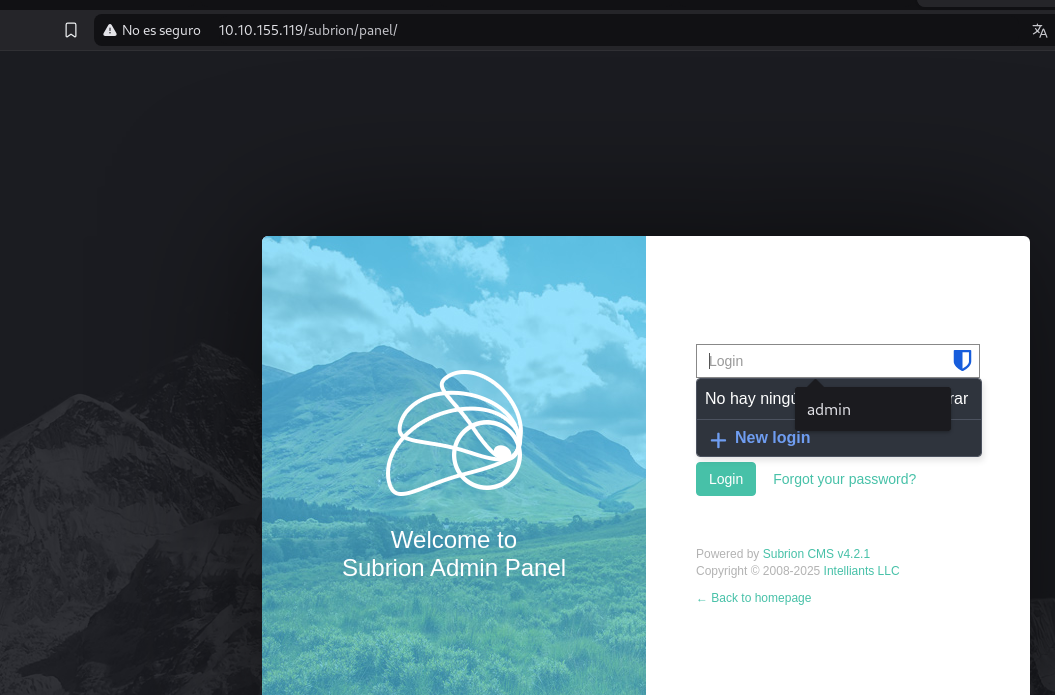 No es seguro 10.10.155.119/subrion/panel/
Login
No hay ningú
admin
rar
New login
Login Forgot your password?
Welcome to
Subrion Admin Panel
Powered by Subrion CMS v4.2.1
Copyright © 2008-2025 Intelliants LLC
← Back to homepage